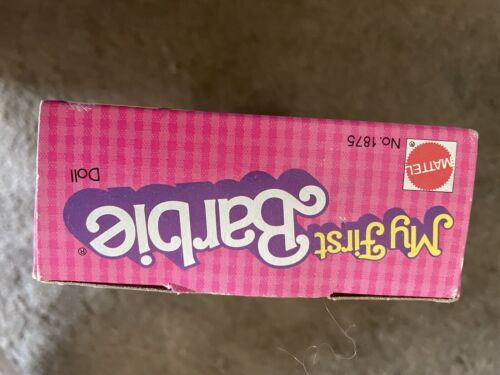 My First
Barbie®
Doll
No. 1875
MATTEL®